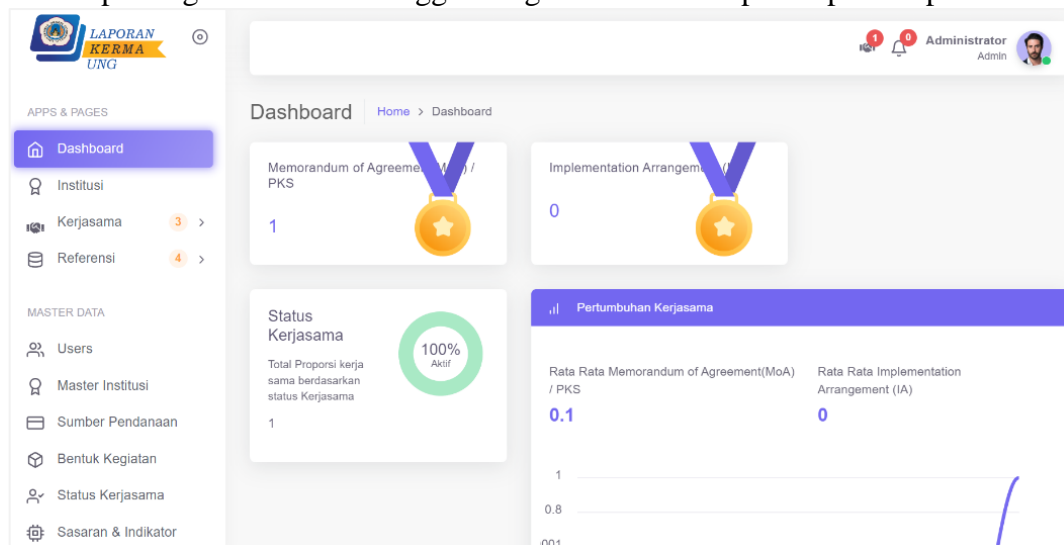 LAPORAN
KERMA
UNG
1
0
Administrator
Admin
APPS & PAGES
Dashboard
Institusi
Kerjasama 3
Referensi 4
MASTER DATA
Users
Master Institusi
Sumber Pendanaan
Bentuk Kegiatan
Status Kerjasama
Sasaran & Indikator
Dashboard Home > Dashboard
Memorandum of /
PKS
1
Implementation
0
Status
Kerjasama
Total Proporsi kerja
sama berdasarkan
status Kerjasama
1
100%
Aktif
Pertumbuhan Kerjasama
Rata Rata Memorandum of Agreement(MoA)
/ PKS
0.1
Rata Rata Implementation
Arrangement (IA)
0
1
0.8